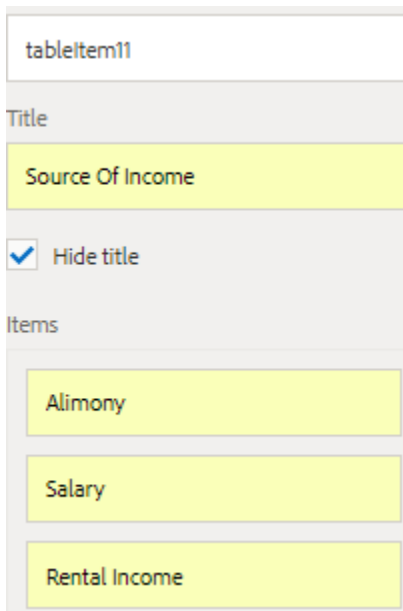 tableItem11
Title
Source Of Income
Hide title
Items
Alimony
Salary
Rental Income